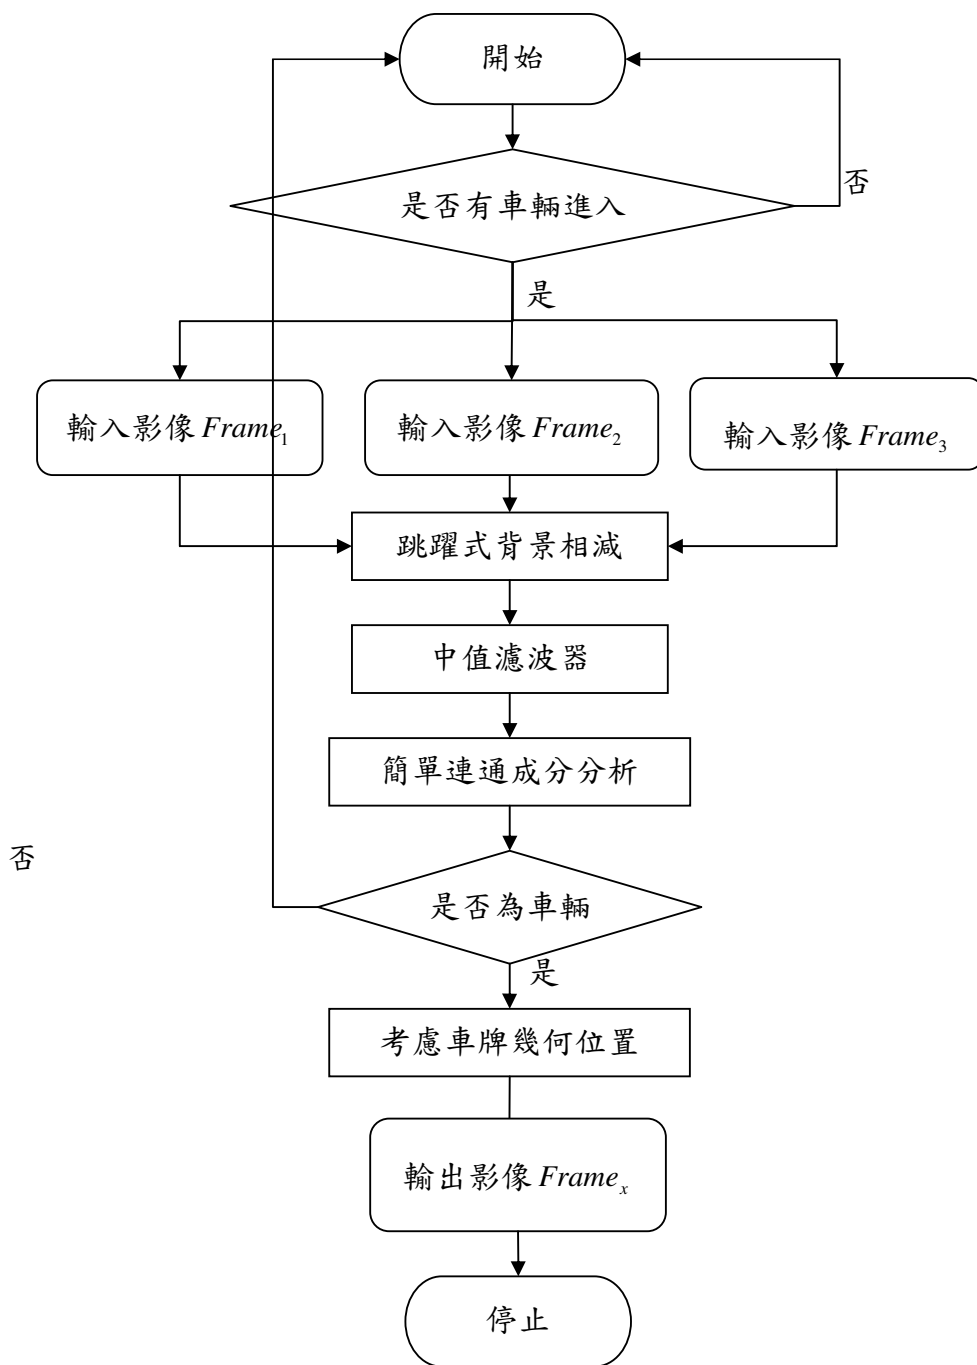 開始
是否有車輛進入
否
是
輸入影像 Frame₁
輸入影像 Frame₂
輸入影像 Frame₃
跳躍式背景相減
中值濾波器
簡單連通成分分析
否
是否為車輛
是
考慮車牌幾何位置
輸出影像 Frameₓ
停止